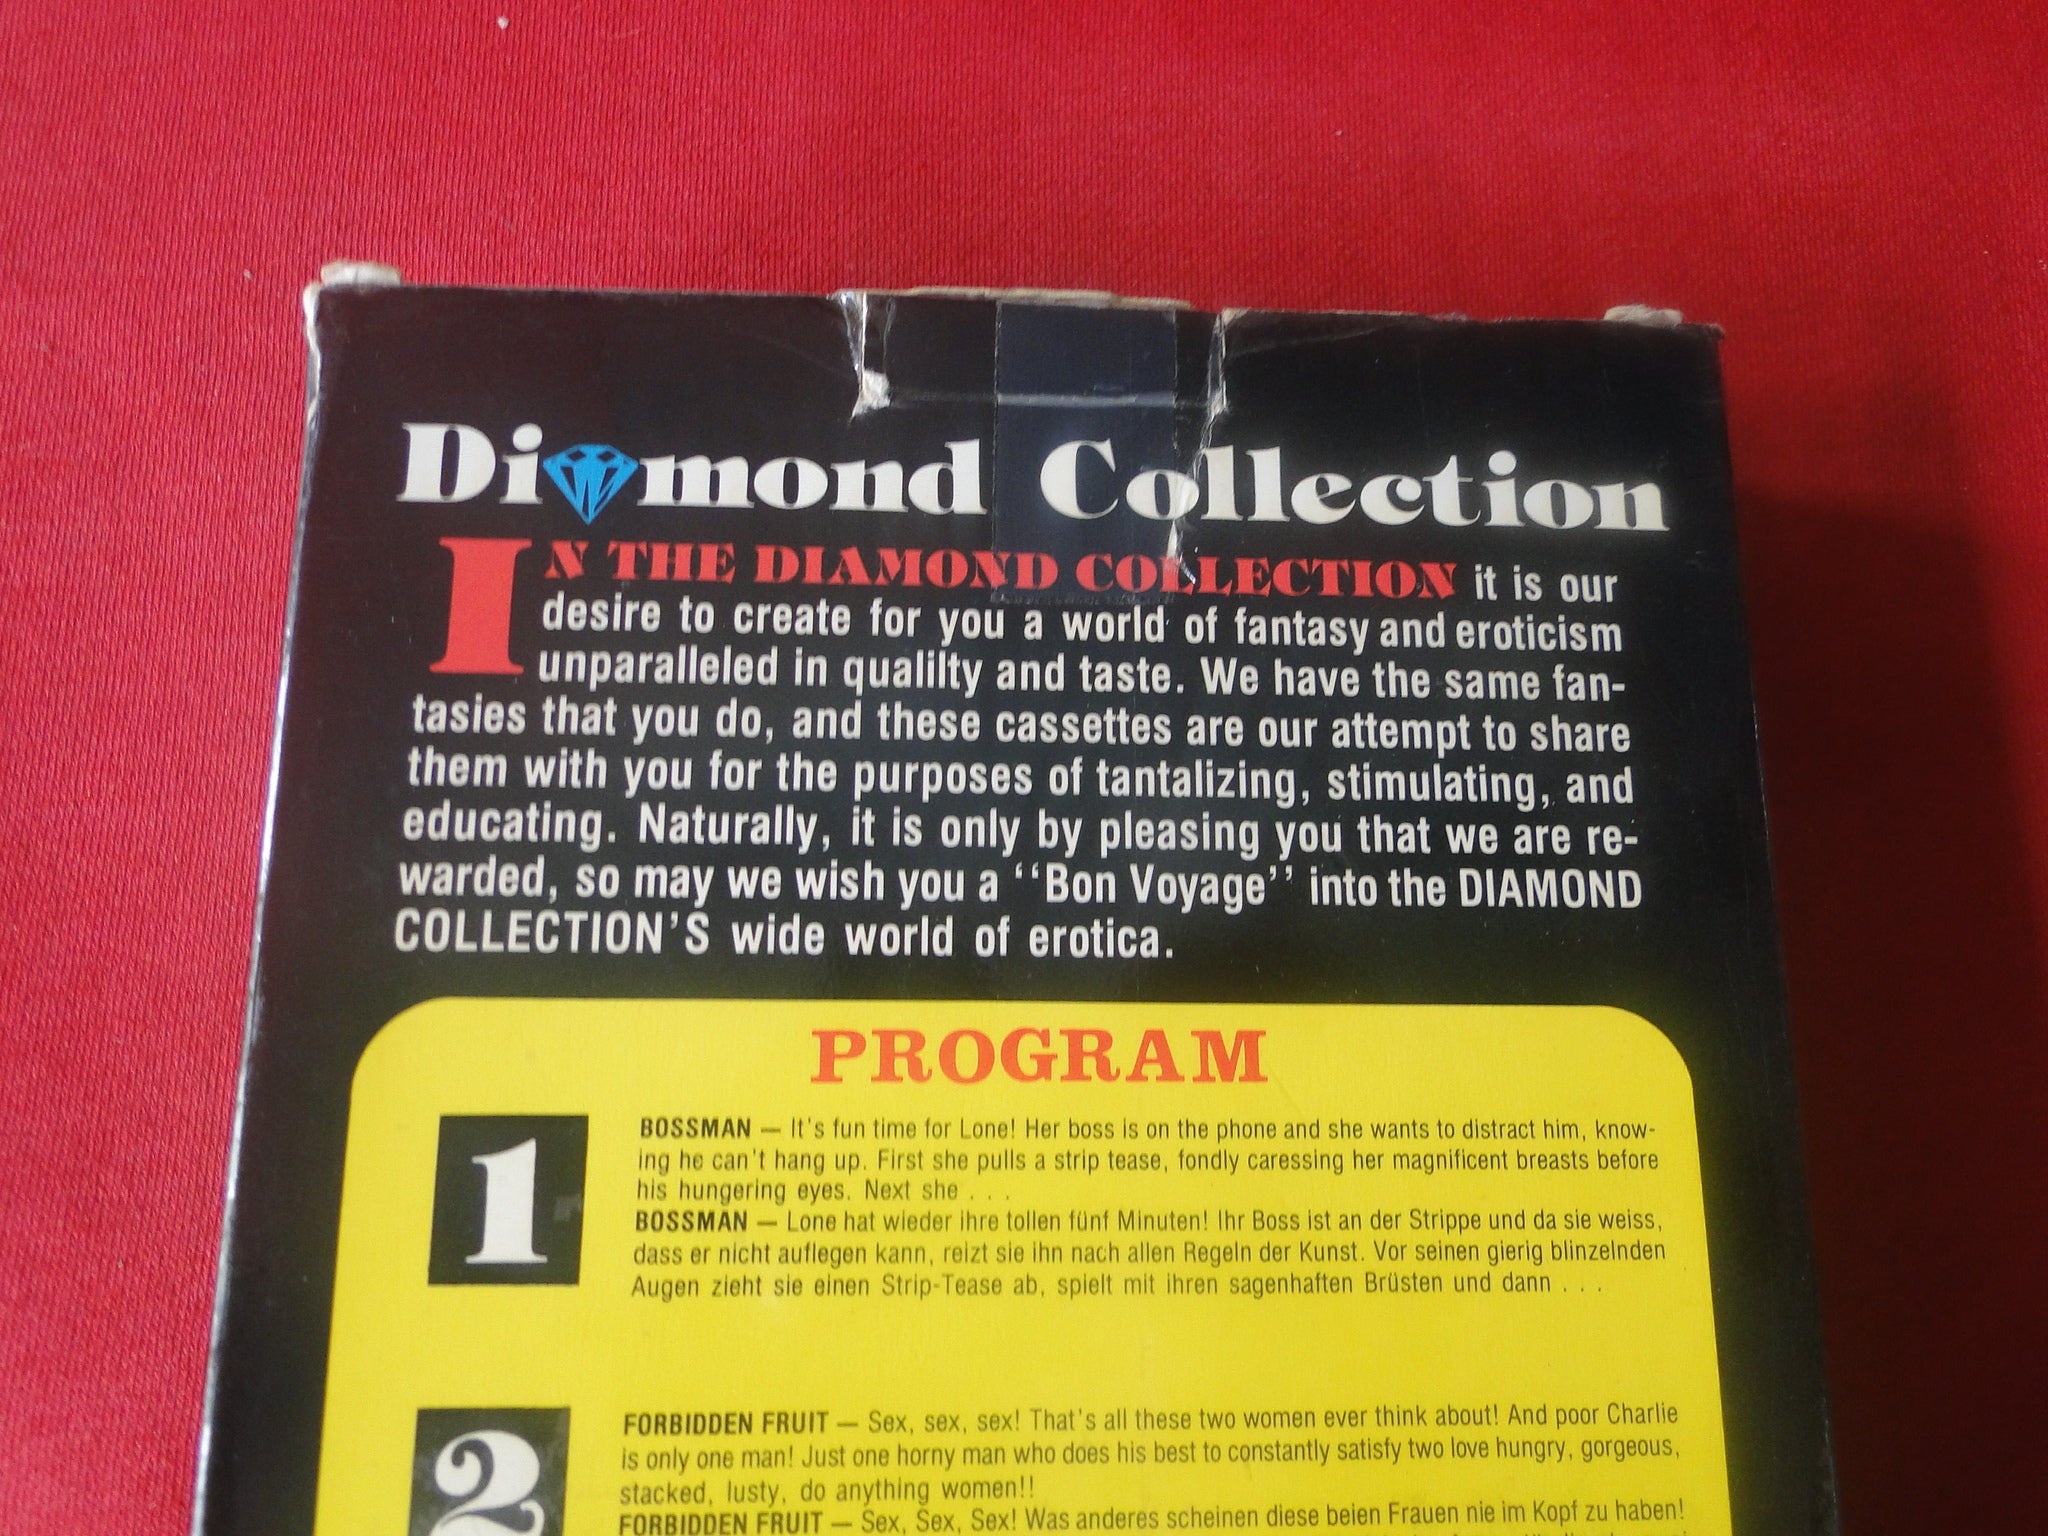 Diamond Collection
IN THE DIAMOND COLLECTION it is our
desire to create for you a world of fantasy and eroticism
unparalleled in qualilty and taste. We have the same fan-
tasies that you do, and these cassettes are our attempt to share
them with you for the purposes of tantalizing, stimulating, and
educating. Naturally, it is only by pleasing you that we are re-
warded, so may we wish you a "Bon Voyage" into the DIAMOND
COLLECTION'S wide world of erotica.
PROGRAM
1
BOSSMAN — It's fun time for Lone! Her boss is on the phone and she wants to distract him, know-
ing he can't hang up. First she pulls a strip tease, fondly caressing her magnificent breasts before
his hungering eyes. Next she . . .
BOSSMAN — Lone hat wieder ihre tollen fünf Minuten! Ihr Boss ist an der Strippe und da sie weiss,
dass er nicht auflegen kann, reizt sie ihn nach allen Regeln der Kunst. Vor seinen gierig blinzelnden
Augen zieht sie einen Strip-Tease ab, spielt mit ihren sagenhaften Brüsten und dann . . .
2
FORBIDDEN FRUIT — Sex, sex, sex! That's all these two women ever think about! And poor Charlie
is only one man! Just one horny man who does his best to constantly satisfy two love hungry, gorgeous,
stacked, lusty, do anything women!!
FORBIDDEN FRUIT — Sex, Sex, Sex! Was anderes scheinen diese beien Frauen nie im Kopf zu haben!